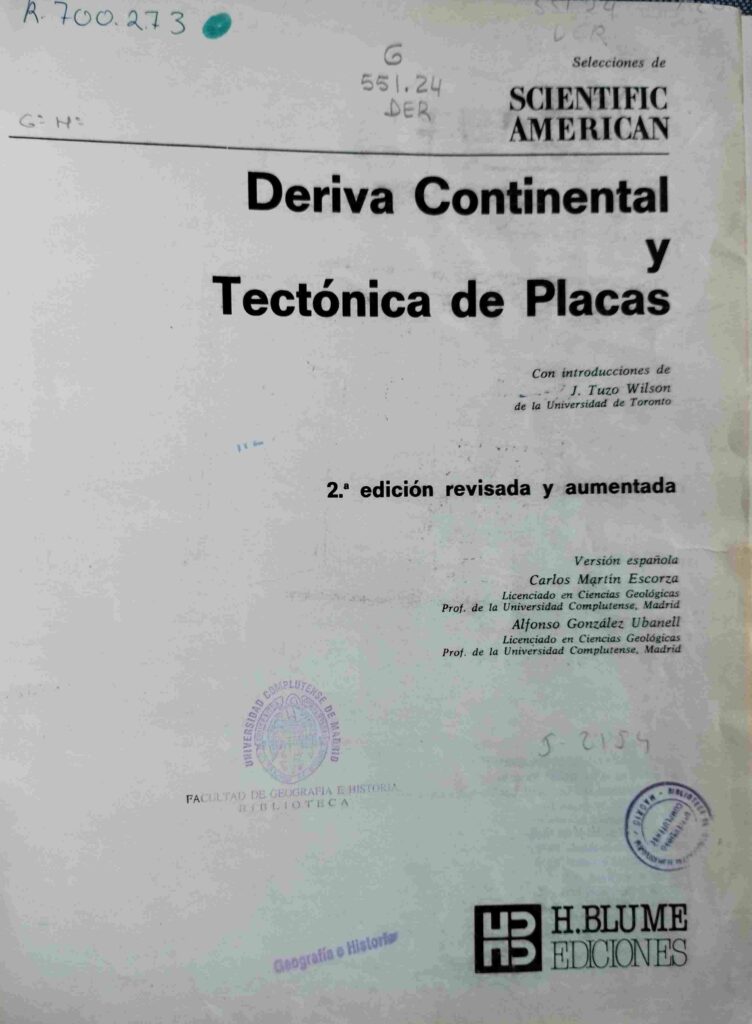 R. 700.273
G
551.24
DER
G= H=
Selecciones de
SCIENTIFIC
AMERICAN
Deriva Continental
y
Tectónica de Placas
Con introducciones de
J. Tuzo Wilson
de la Universidad de Toronto
2.ª edición revisada y aumentada
Versión española
Carlos Martín Escorza
Licenciado en Ciencias Geológicas
Prof. de la Universidad Complutense, Madrid
Alfonso González Ubanell
Licenciado en Ciencias Geológicas
Prof. de la Universidad Complutense, Madrid
UNIVERSIDAD COMPLUTENSE DE MADRID
FACULTAD DE GEOGRAFIA E HISTORIA
BIBLIOTECA
Geografía e Historia
H.BLUME
EDICIONES